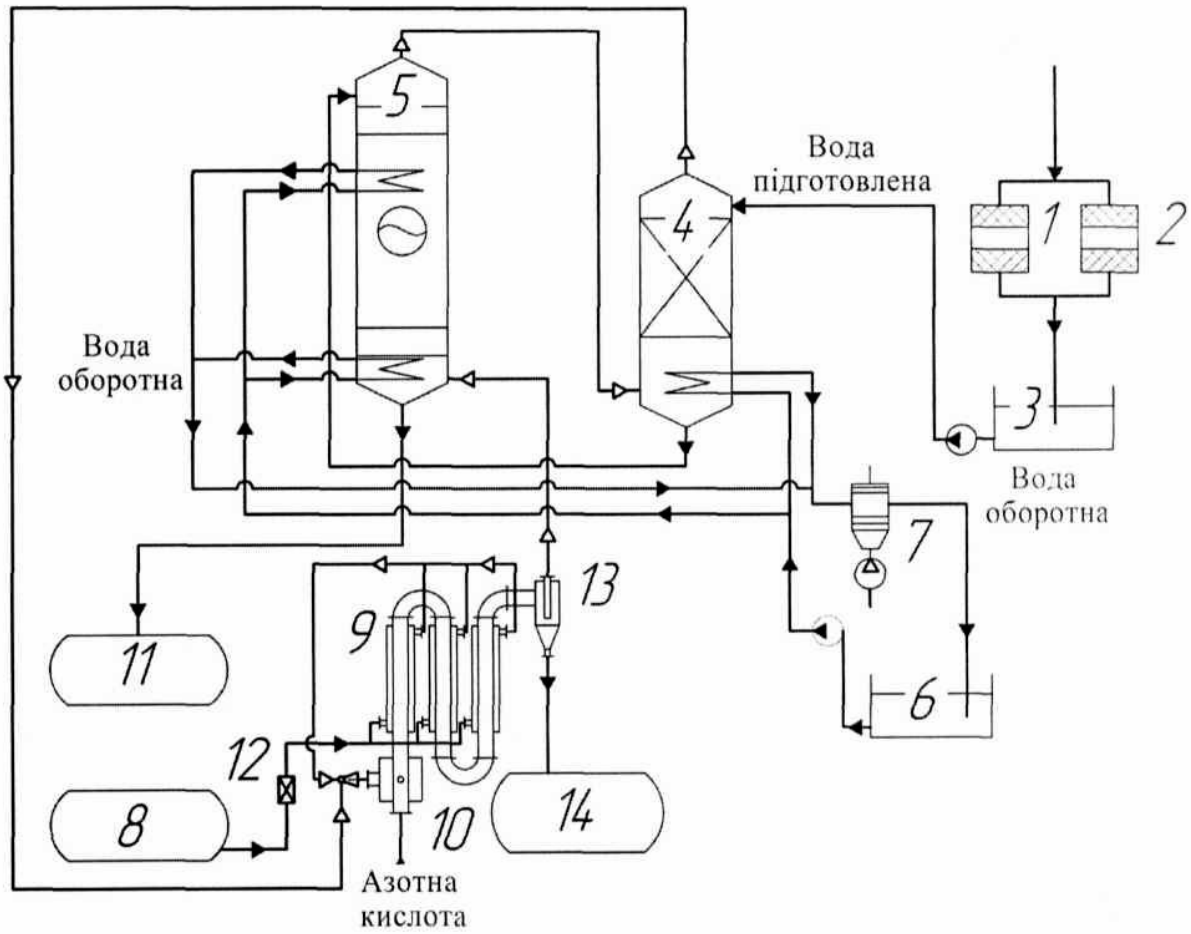 5
Вода
підготовлена
4
1
2
Вода
оборотна
3
Вода
оборотна
7
13
9
11
6
12
8
10
14
Азотна
кислота